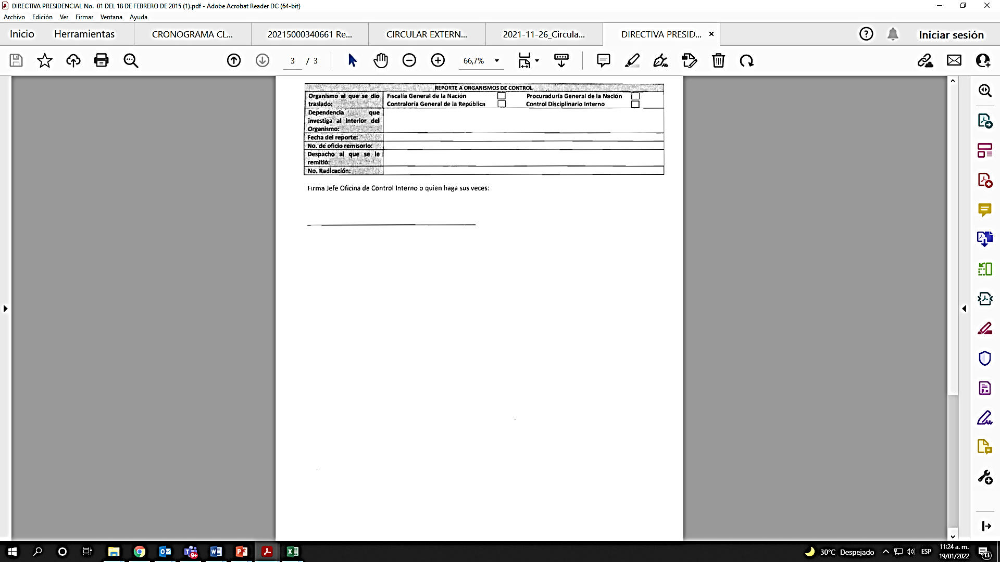 DIRECTIVA PRESIDENCIAL No. 01 DEL 18 DE FEBRERO DE 2015 (1).pdf - Adobe Acrobat Reader DC (64-bit)
Archivo Edición Ver Firmar Ventana Ayuda
Inicio Herramientas CRONOGRAMA CL... 20215000340661 Re... CIRCULAR EXTERN... 2021-11-26_Circula... DIRECTIVA PRESID... Iniciar sesión
3 / 3 66,7%
REPORTE A ORGANISMOS DE CONTROL
Organismo al que se dio traslado:
Fiscalía General de la Nación Procuraduría General de la Nación
Contraloría General de la República Control Disciplinario Interno
Dependencia que
investiga al Interior del
Organismo:
Fecha del reporte:
No. de oficio remisorio:
Despacho al que se le
remitió:
No. Radicación:
Firma Jefe Oficina de Control Interno o quien haga sus veces:
30°C Despejado ESP 11:24 a. m.
19/01/2022
9+
13